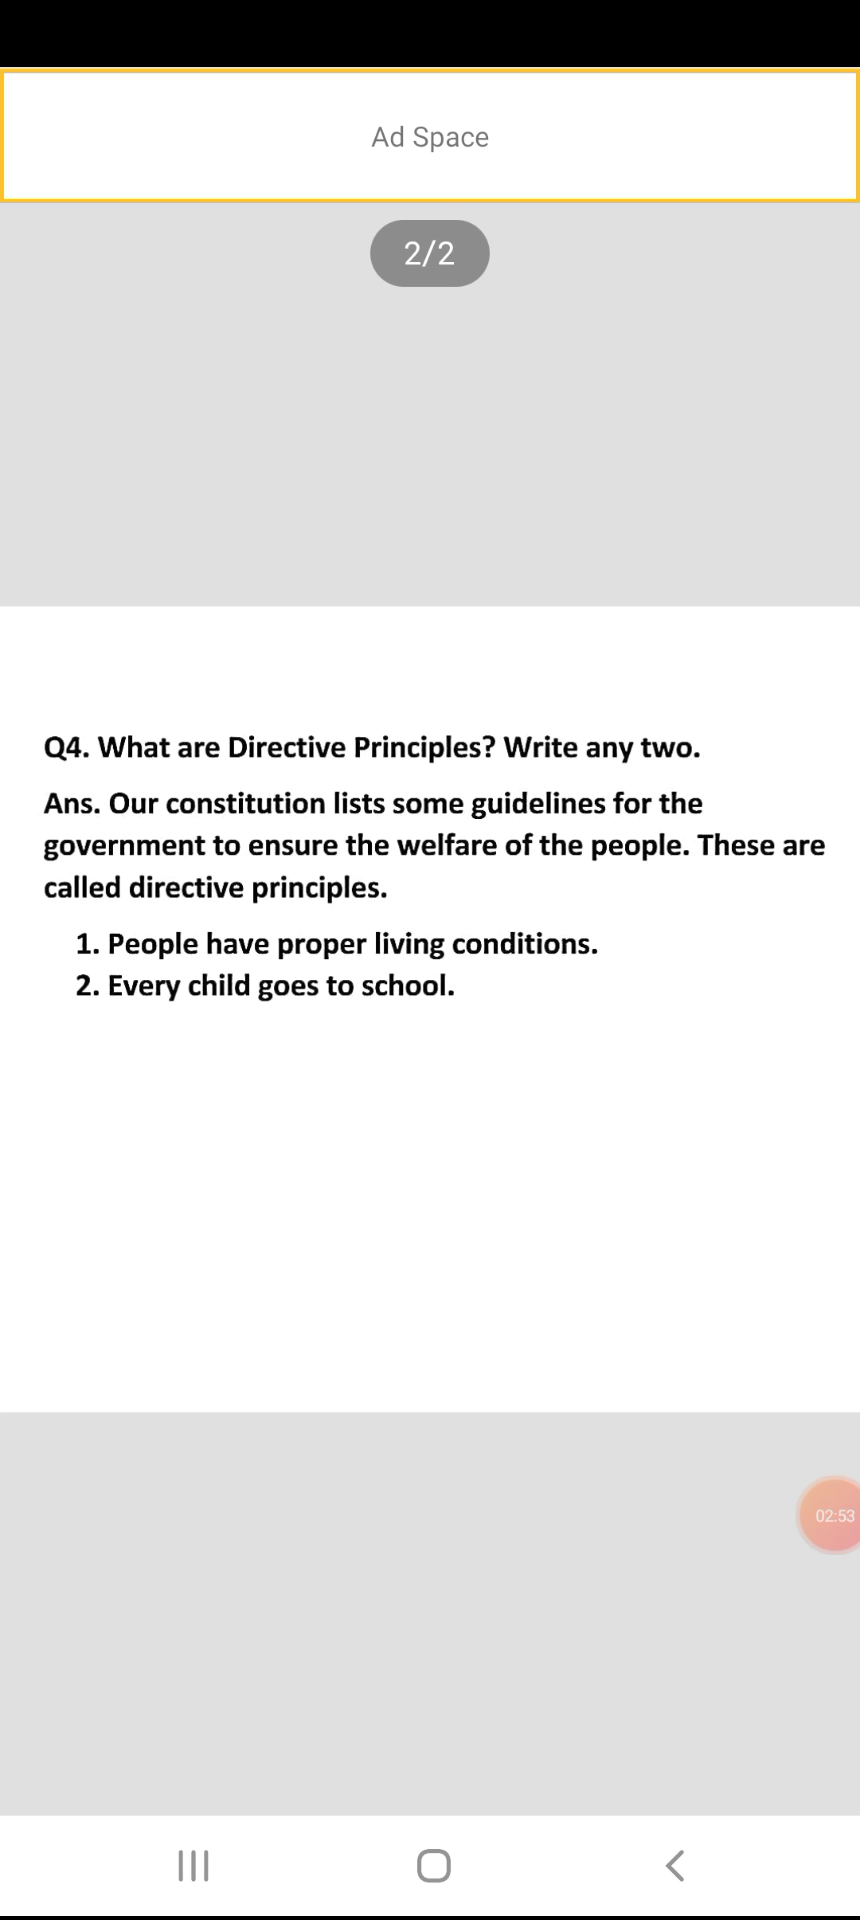 Ad Space
2/2
Q4. What are Directive Principles? Write any two.
Ans. Our constitution lists some guidelines for the
government to ensure the welfare of the people. These are
called directive principles.
1. People have proper living conditions.
2. Every child goes to school.
02:53